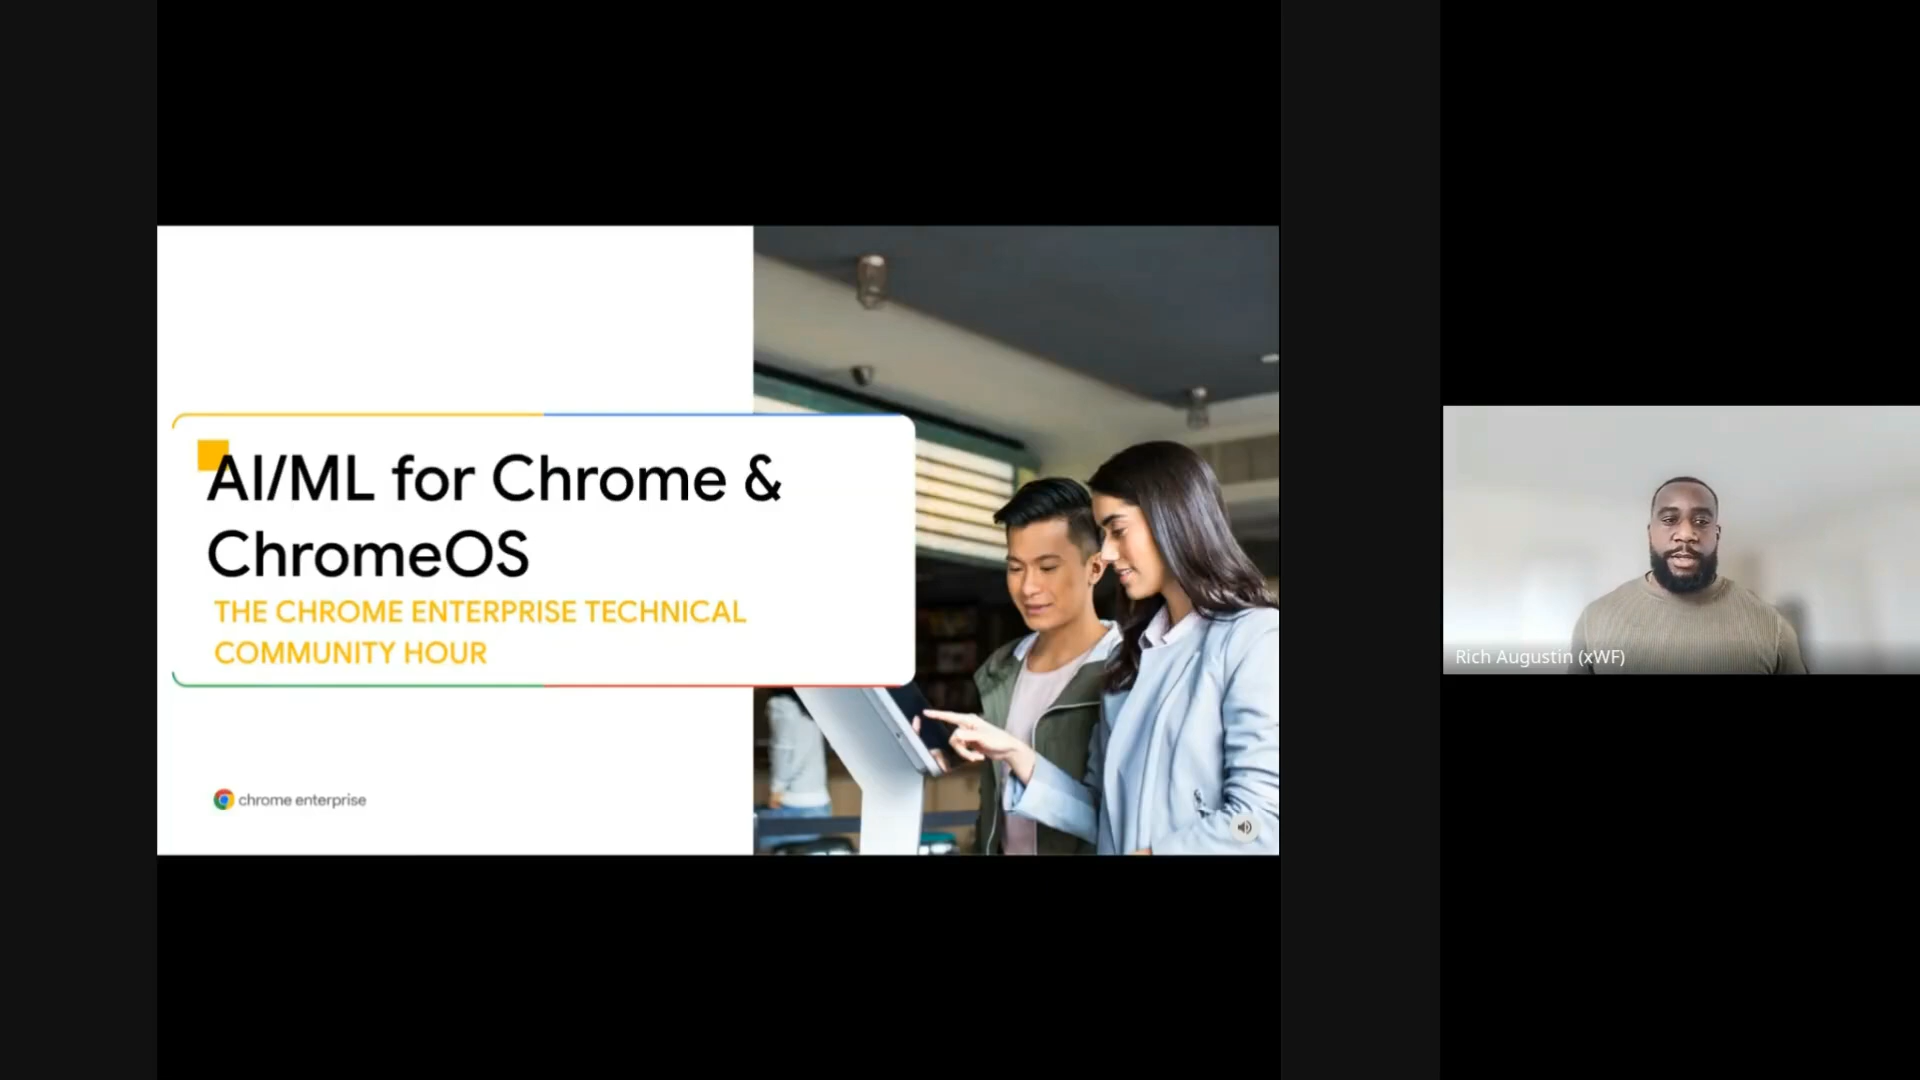 AI/ML for Chrome &
ChromeOS
THE CHROME ENTERPRISE TECHNICAL
COMMUNITY HOUR
chrome enterprise
Rich Augustin (xWF)